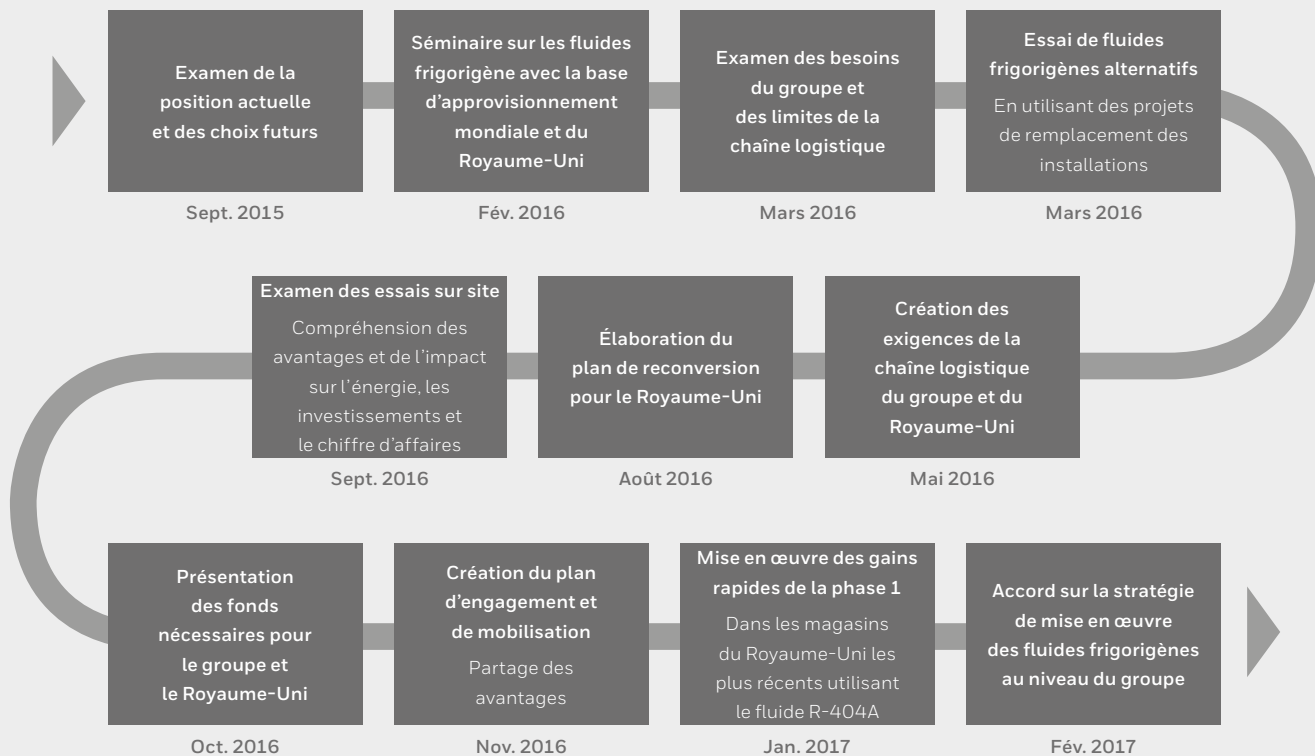 Examen de la
position actuelle
et des choix futurs
Sept. 2015
Séminaire sur les fluides
frigorigène avec la base
d'approvisionnement
mondiale et du
Royaume-Uni
Fév. 2016
Examen des besoins
du groupe et
des limites de la
chaîne logistique
Mars 2016
Essai de fluides
frigorigènes alternatifs
En utilisant des projets
de remplacement des
installations
Mars 2016
Création des
exigences de la
chaîne logistique
du groupe et du
Royaume-Uni
Mai 2016
Élaboration du
plan de reconversion
pour le Royaume-Uni
Août 2016
Examen des essais sur site
Compréhension des
avantages et de l'impact
sur l'énergie, les
investissements et
le chiffre d'affaires
Sept. 2016
Présentation
des fonds
nécessaires pour
le groupe et
le Royaume-Uni
Oct. 2016
Création du plan
d'engagement et
de mobilisation
Partage des
avantages
Nov. 2016
Mise en œuvre des gains
rapides de la phase 1
Dans les magasins
du Royaume-Uni les
plus récents utilisant
le fluide R-404A
Jan. 2017
Accord sur la stratégie
de mise en œuvre
des fluides frigorigènes
au niveau du groupe
Fév. 2017